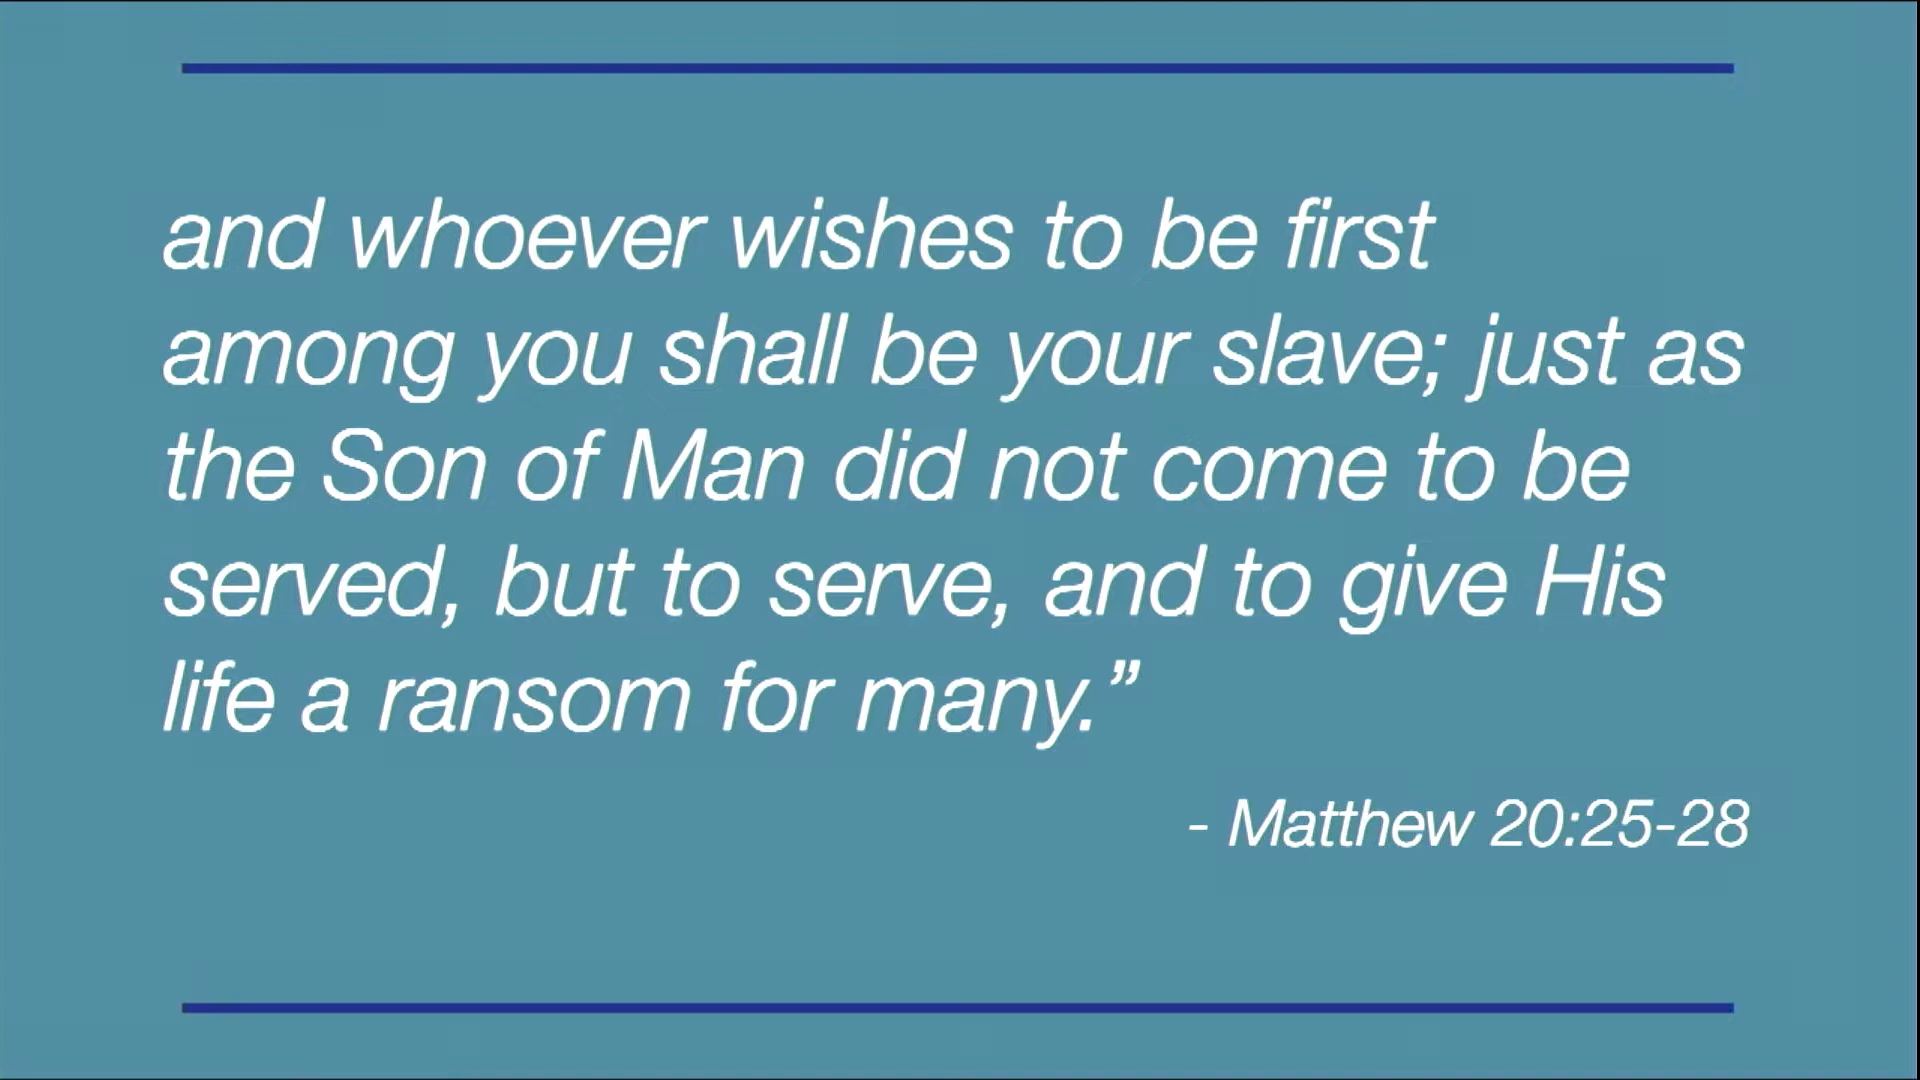 and whoever wishes to be first
among you shall be your slave; just as
the Son of Man did not come to be
served, but to serve, and to give His
life a ransom for many.”
- Matthew 20:25-28